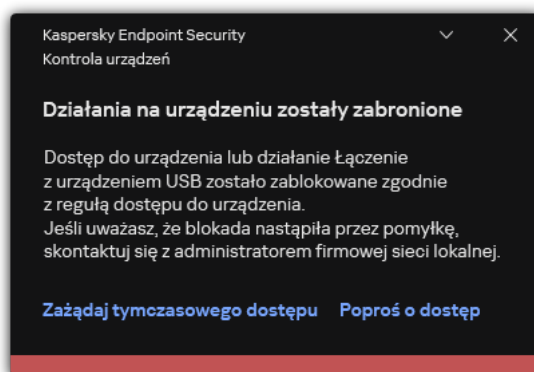 Kaspersky Endpoint Security
Kontrola urządzeń
Działania na urządzeniu zostały zabronione
Dostęp do urządzenia lub działanie Łączenie
z urządzeniem USB zostało zablokowane zgodnie
z regułą dostępu do urządzenia.
Jeśli uważasz, że blokada nastąpiła przez pomyłkę,
skontaktuj się z administratorem firmowej sieci lokalnej.
Zażądaj tymczasowego dostępu Poproś o dostęp